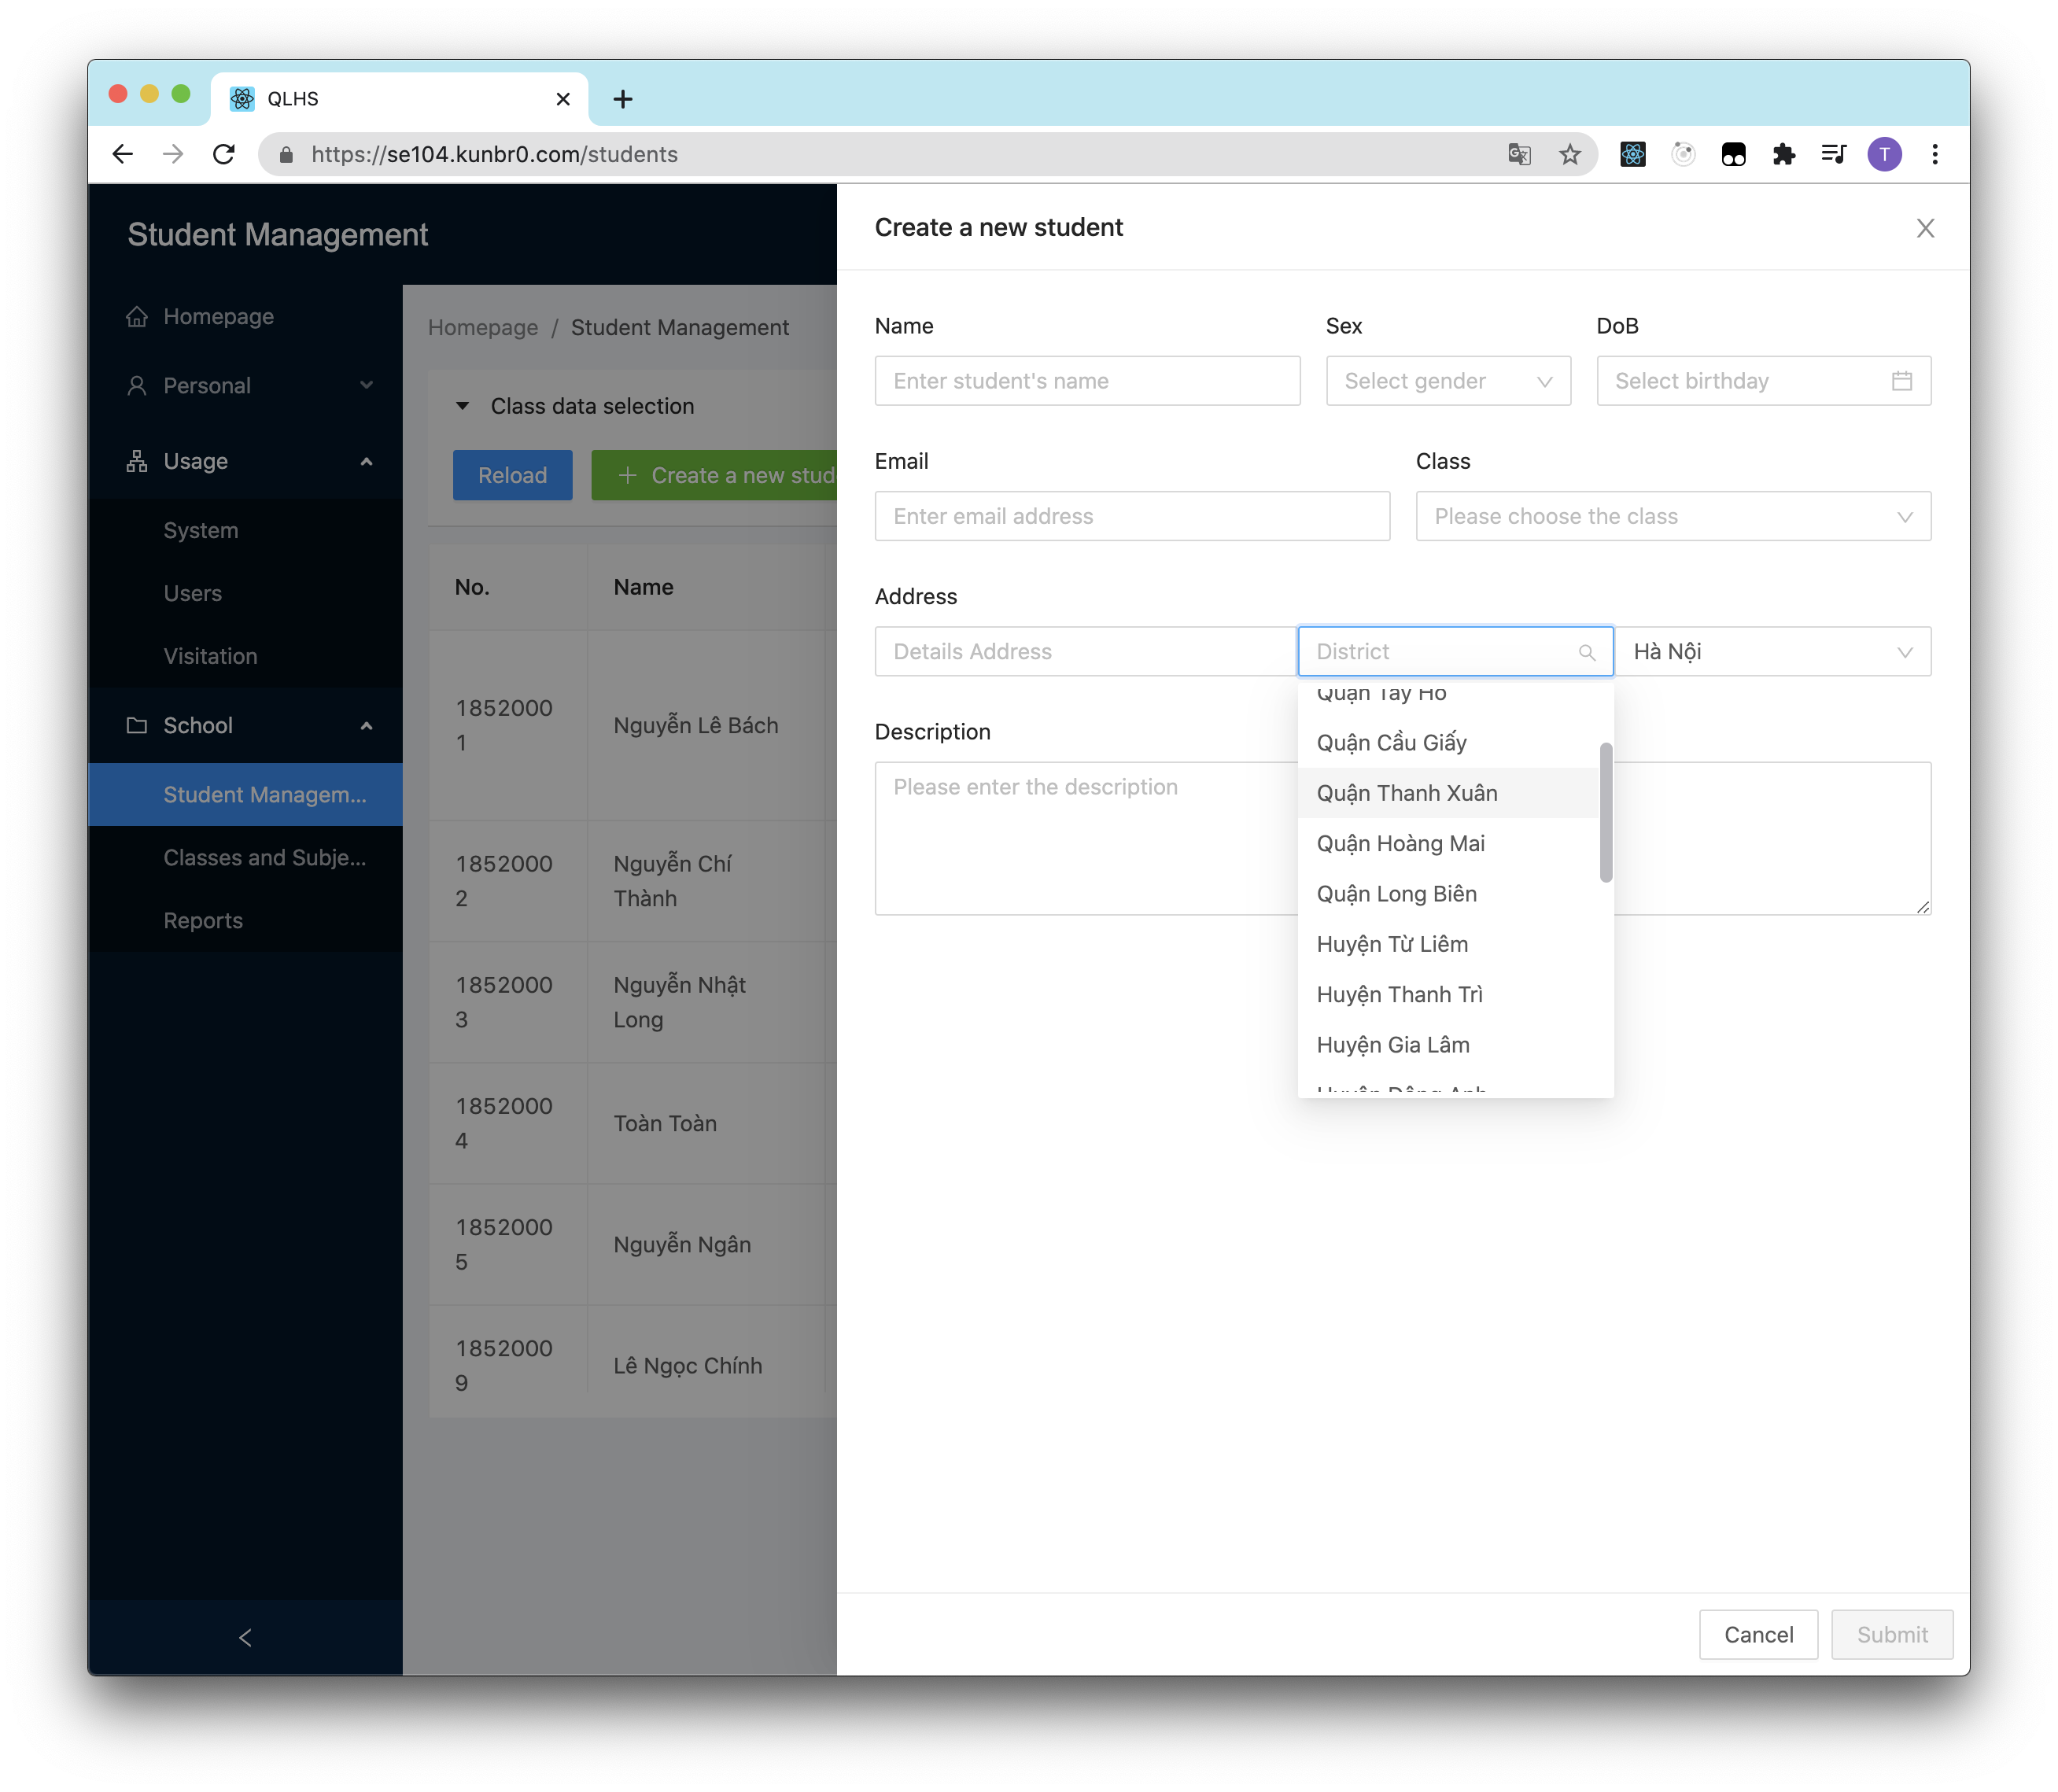 QLHS
https://se104.kunbr0.com/students
T
Student Management
Homepage
Personal
Usage
System
Users
Visitation
School
Student Managem...
Classes and Subje...
Reports
Homepage / Student Management
Class data selection
Reload
+ Create a new stud
No. Name
1852000
1
Nguyễn Lê Bách
1852000
2
Nguyễn Chí
Thành
1852000
3
Nguyễn Nhật
Long
1852000
4
Toàn Toàn
1852000
5
Nguyễn Ngân
1852000
9
Lê Ngọc Chính
Create a new student
Name Sex DoB
Enter student's name Select gender Select birthday
Email Class
Enter email address Please choose the class
Address
Details Address District Hà Nội
Quận Tây Hồ
Quận Cầu Giấy
Quận Thanh Xuân
Quận Hoàng Mai
Quận Long Biên
Huyện Từ Liêm
Huyện Thanh Trì
Huyện Gia Lâm
Huyện Đông Anh
Description
Please enter the description
Cancel Submit